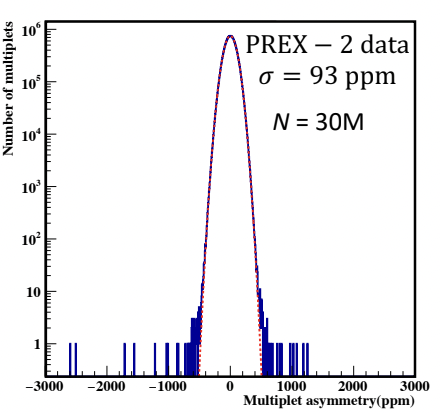 PREX – 2 data
σ = 93 ppm
N = 30M
Number of multiplets
10⁶
10⁵
10⁴
10³
10²
10
1
−3000 −2000 −1000 0 1000 2000 3000
Multiplet asymmetry(ppm)